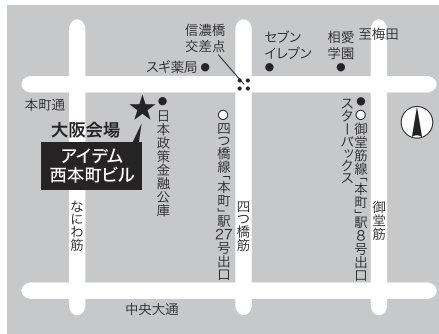 信濃橋
交差点
セブン
イレブン
相愛
学園
至梅田
スギ薬局
本町通
大阪会場
アイデム
西本町ビル
日本政策金融公庫
四つ橋線「本町」駅27号出口
御堂筋線「本町」駅8号出口
スターバックス
なにわ筋
四つ橋筋
御堂筋
中央大通